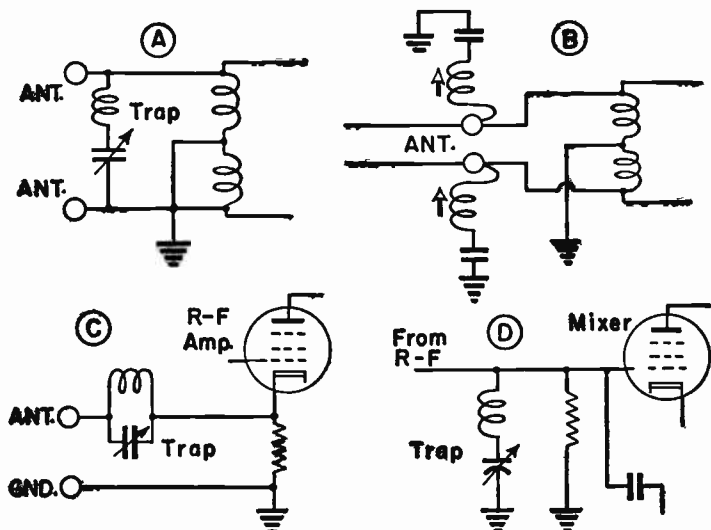 A
ANT.
Trap
ANT.
B
ANT.
C
R-F
Amp.
ANT.
Trap
GND.
D
Mixer
From
R-F
Trap